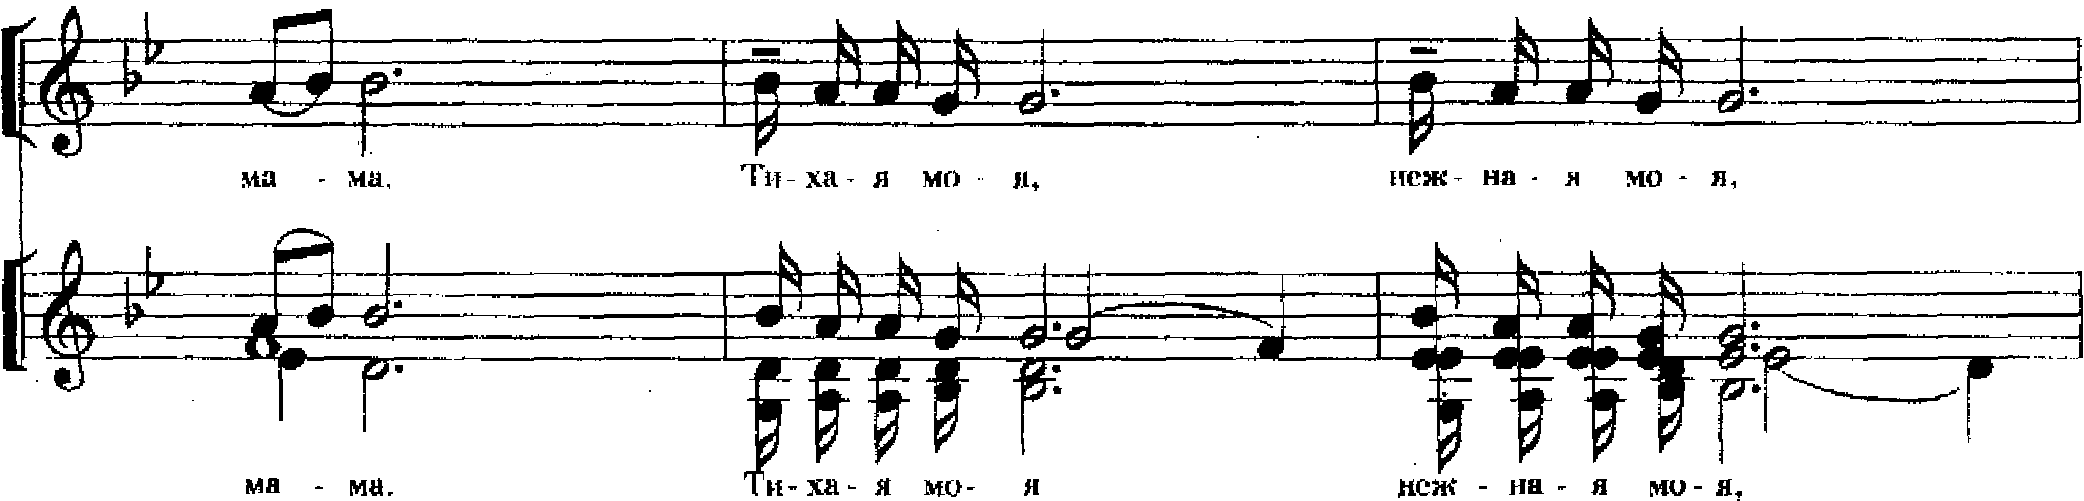 ма - ма. Ти-ха-я мо - я, неж-на-я мо-я,
ма - ма. Ти-ха-я мо- я неж-на-я мо-я,